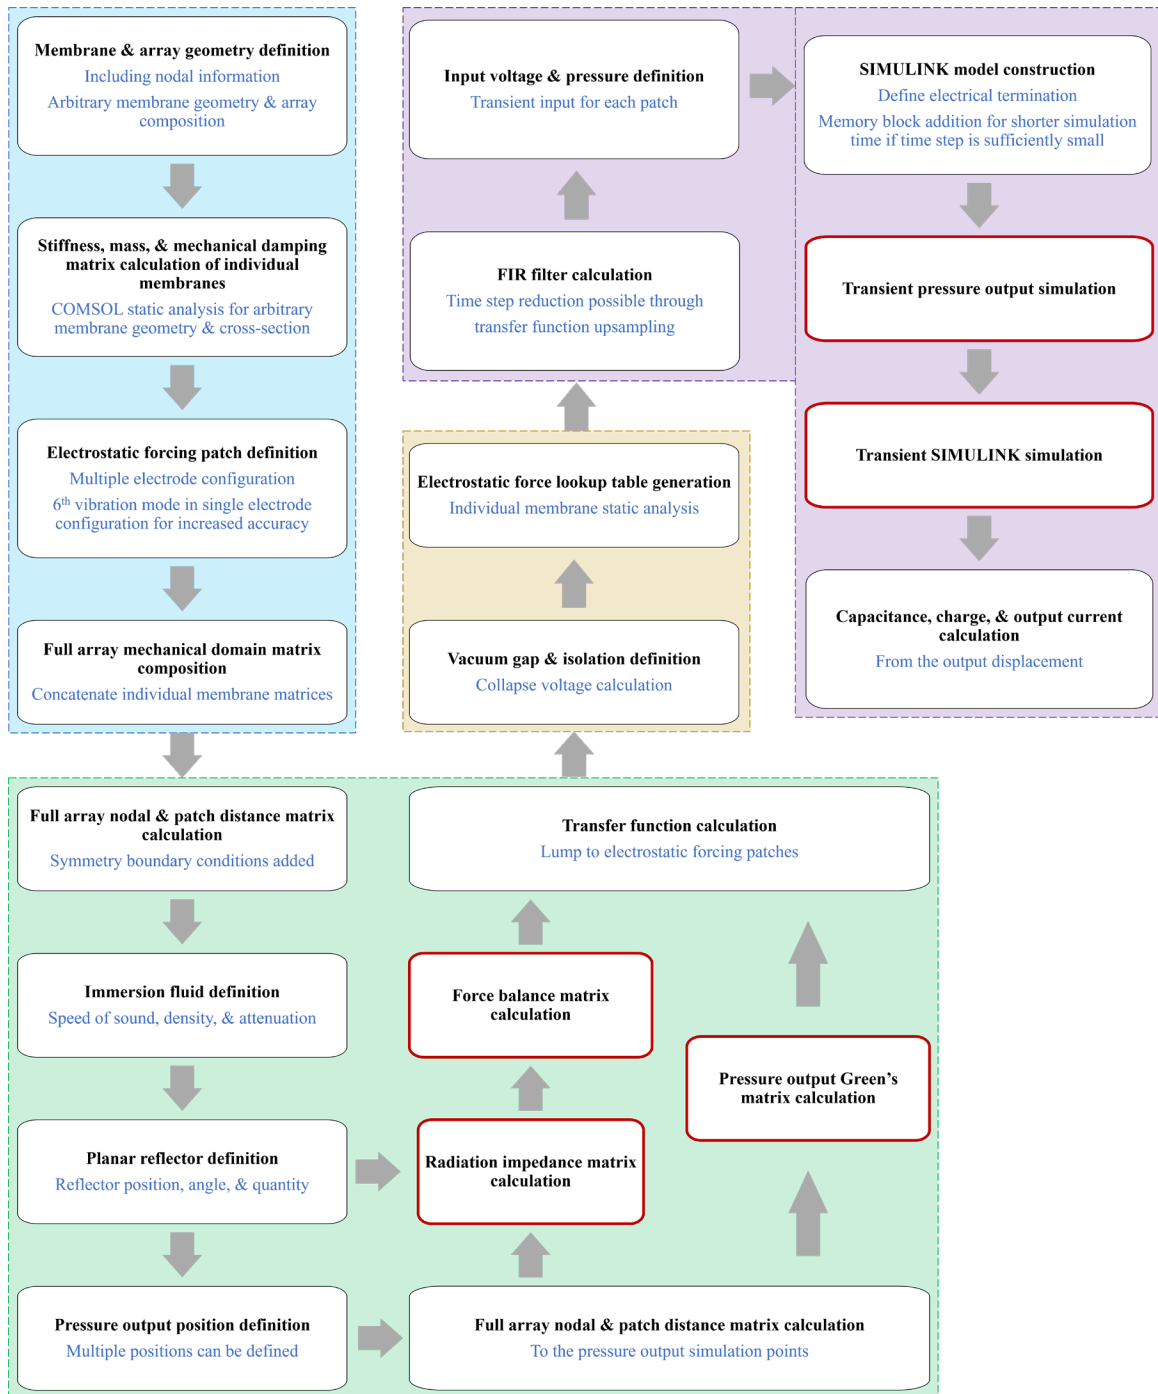 Membrane & array geometry definition
Including nodal information
Arbitrary membrane geometry & array
composition
Stiffness, mass, & mechanical damping
matrix calculation of individual
membranes
COMSOL static analysis for arbitrary
membrane geometry & cross-section
Electrostatic forcing patch definition
Multiple electrode configuration
6th vibration mode in single electrode
configuration for increased accuracy
Full array mechanical domain matrix
composition
Concatenate individual membrane matrices
Full array nodal & patch distance matrix
calculation
Symmetry boundary conditions added
Immersion fluid definition
Speed of sound, density, & attenuation
Planar reflector definition
Reflector position, angle, & quantity
Pressure output position definition
Multiple positions can be defined
Full array nodal & patch distance matrix calculation
To the pressure output simulation points
Radiation impedance matrix
calculation
Force balance matrix
calculation
Pressure output Green’s
matrix calculation
Transfer function calculation
Lump to electrostatic forcing patches
Vacuum gap & isolation definition
Collapse voltage calculation
Electrostatic force lookup table generation
Individual membrane static analysis
FIR filter calculation
Time step reduction possible through
transfer function upsampling
Input voltage & pressure definition
Transient input for each patch
SIMULINK model construction
Define electrical termination
Memory block addition for shorter simulation
time if time step is sufficiently small
Transient pressure output simulation
Transient SIMULINK simulation
Capacitance, charge, & output current
calculation
From the output displacement